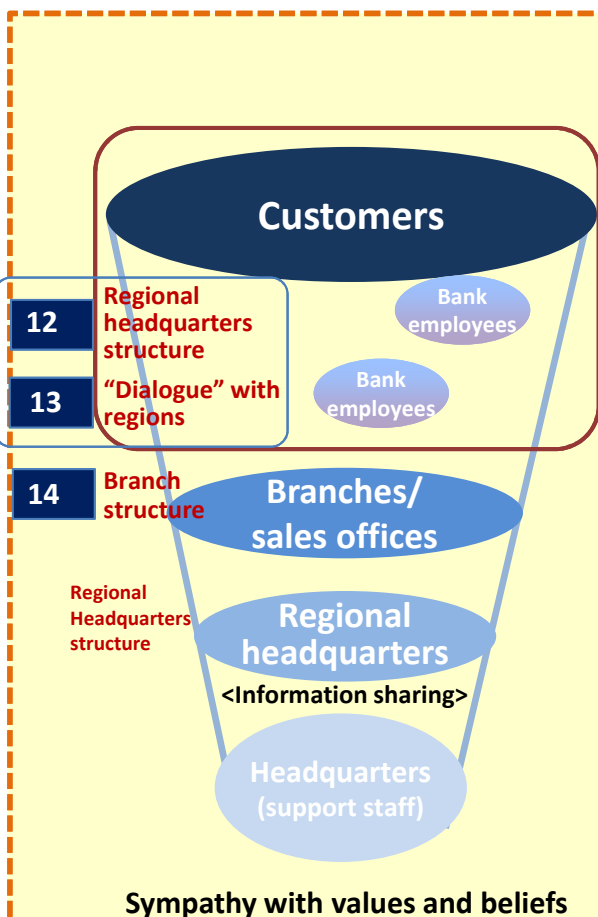 Customers
12
Regional
headquarters
structure
Bank
employees
13
“Dialogue” with
regions
Bank
employees
14
Branch
structure
Branches/
sales offices
Regional
Headquarters
structure
Regional
headquarters
<Information sharing>
Headquarters
(support staff)
Sympathy with values and beliefs